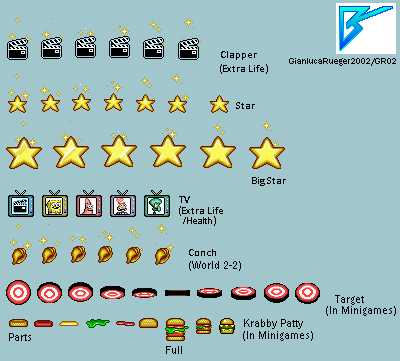 GianlucaRueger2002/GR02
Clapper
(Extra Life)
Star
BigStar
TV
(Extra Life
/Health)
Conch
(World 2-2)
Target
(In Minigames)
Krabby Patty
(In Minigames)
Parts
Full